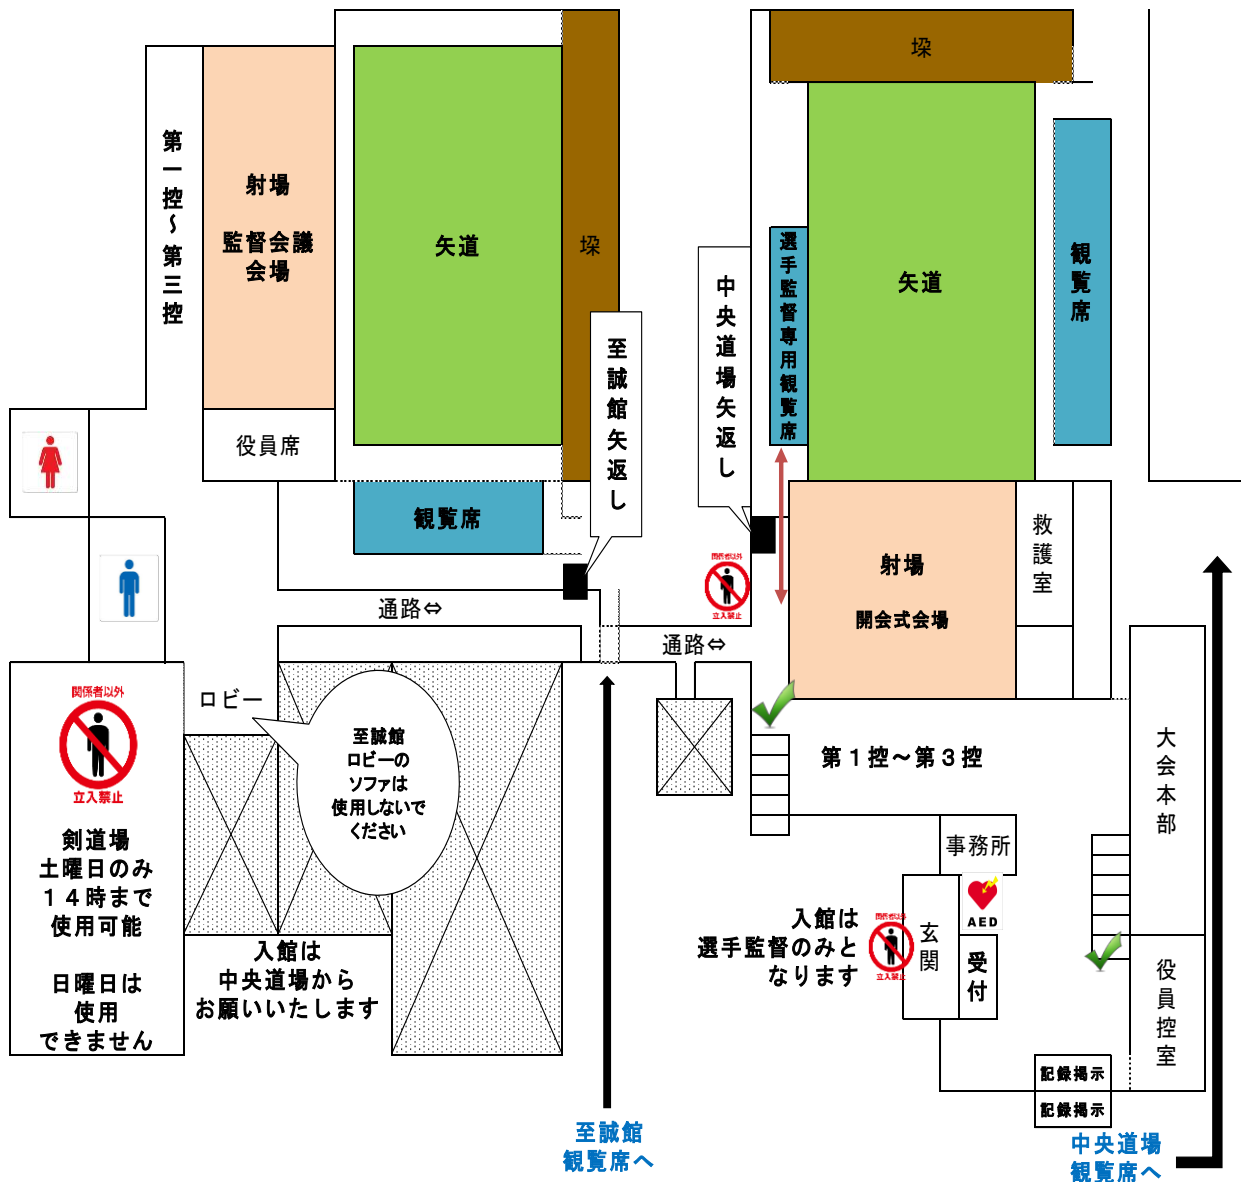 垜
第一控～第三控
射場
監督会議
会場
矢道
垜
選手監督専用観覧席
矢道
観覧席
中央道場矢返し
至誠館矢返し
役員席
観覧席
救護室
射場
開会式会場
関係者以外
立入禁止
通路⇔
通路⇔
ロビー
関係者以外
立入禁止
至誠館
ロビーの
ソファは
使用しないで
ください
第１控～第３控
大会本部
剣道場
土曜日のみ
１４時まで
使用可能
日曜日は
使用
できません
事務所
AED
入館は
選手監督のみと
なります
関係者以外
立入禁止
玄関
受付
入館は
中央道場から
お願いいたします
役員控室
記録掲示
記録掲示
至誠館
観覧席へ
中央道場
観覧席へ